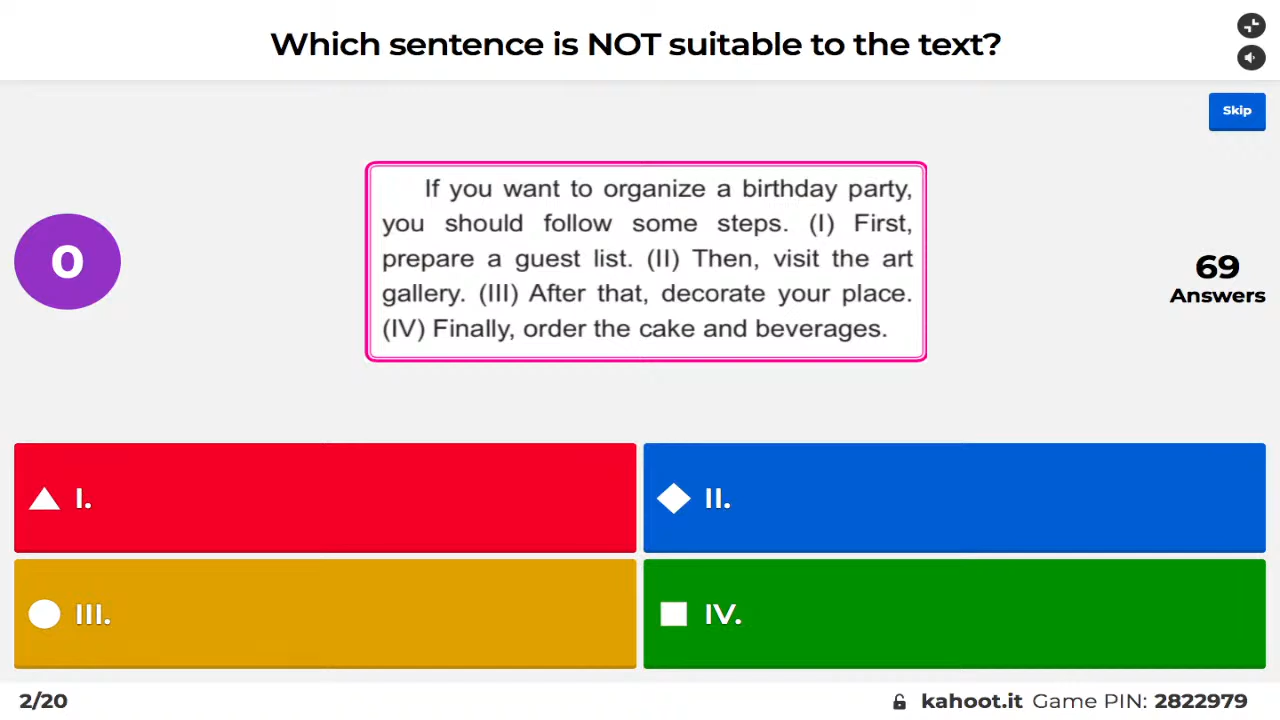 Which sentence is NOT suitable to the text?
Skip
If you want to organize a birthday party,
you should follow some steps. (I) First,
prepare a guest list. (II) Then, visit the art
gallery. (III) After that, decorate your place.
(IV) Finally, order the cake and beverages.
0
69
Answers
I.
II.
III.
IV.
2/20
kahoot.it Game PIN: 2822979